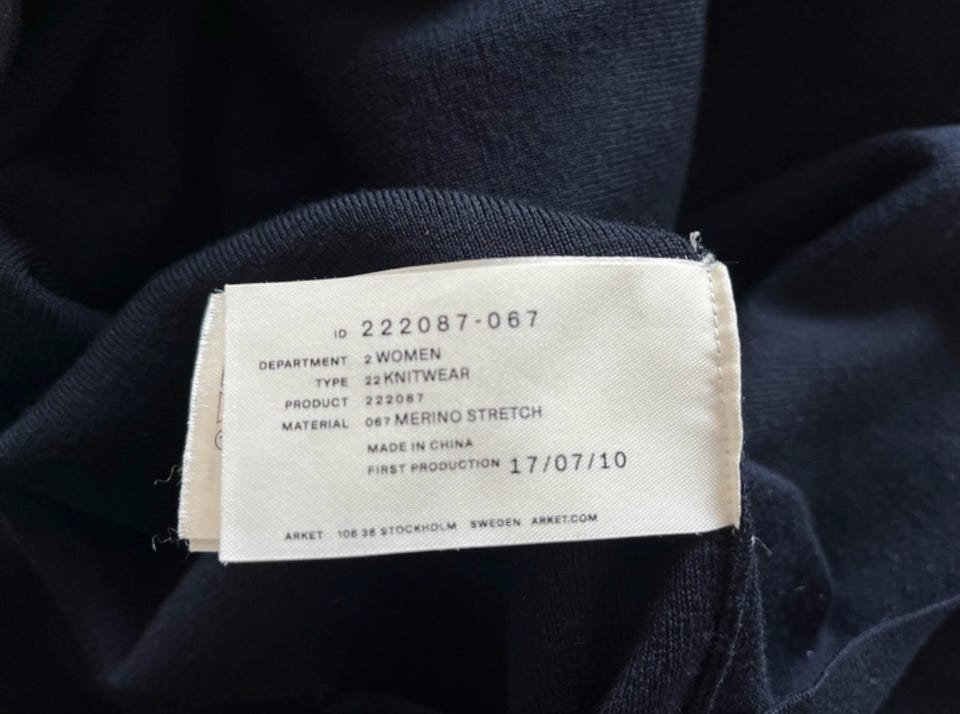 ID 222087-067
DEPARTMENT 2 WOMEN
TYPE 22 KNITWEAR
PRODUCT 222087
MATERIAL 067 MERINO STRETCH
MADE IN CHINA
FIRST PRODUCTION 17/07/10
ARKET 106 38 STOCKHOLM SWEDEN ARKET.COM